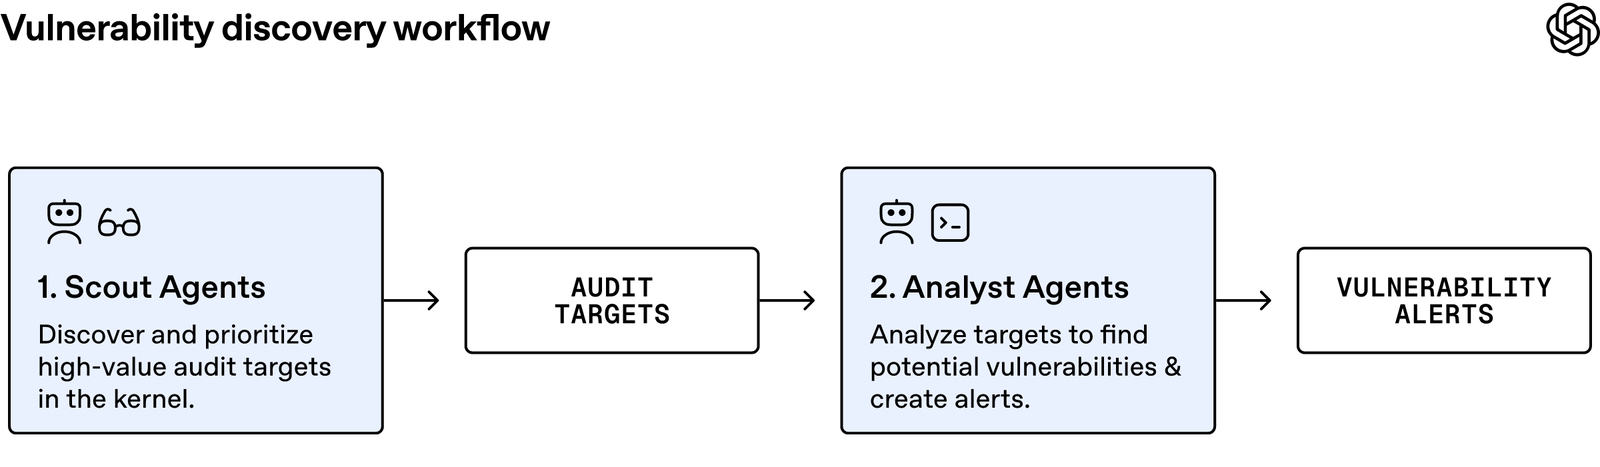 Vulnerability discovery workflow
1. Scout Agents
Discover and prioritize
high-value audit targets
in the kernel.
AUDIT
TARGETS
2. Analyst Agents
Analyze targets to find
potential vulnerabilities &
create alerts.
VULNERABILITY
ALERTS